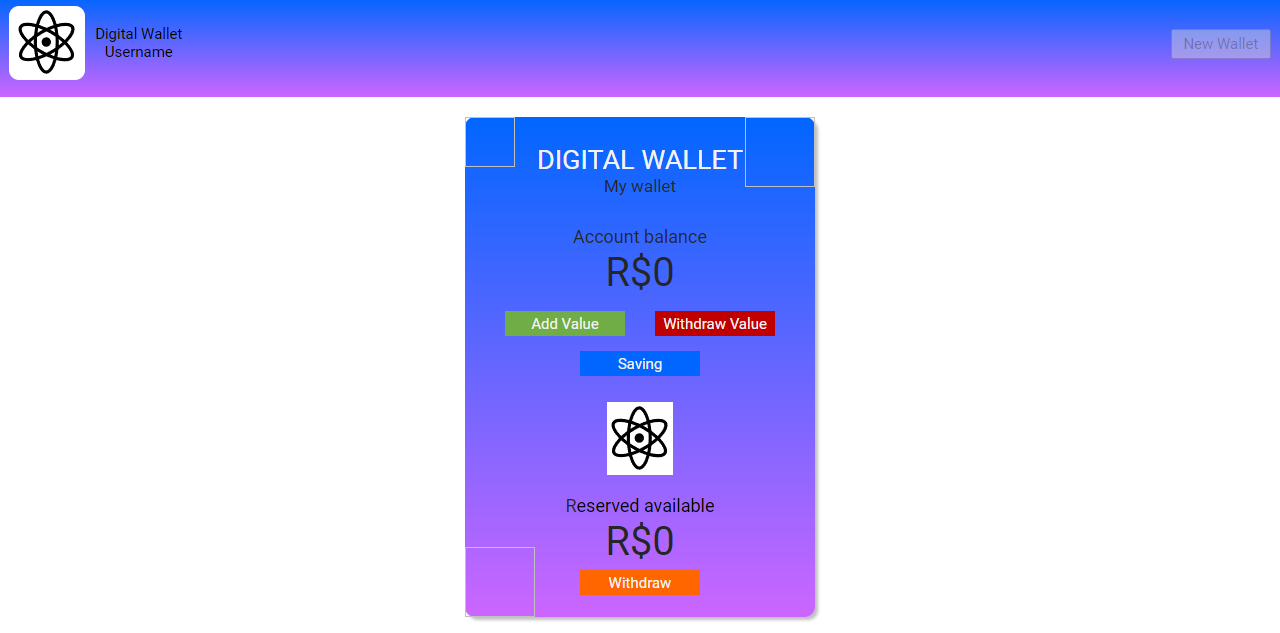 Digital Wallet
Username
New Wallet
DIGITAL WALLET
My wallet
Account balance
R$0
Add Value
Withdraw Value
Saving
Reserved available
R$0
Withdraw